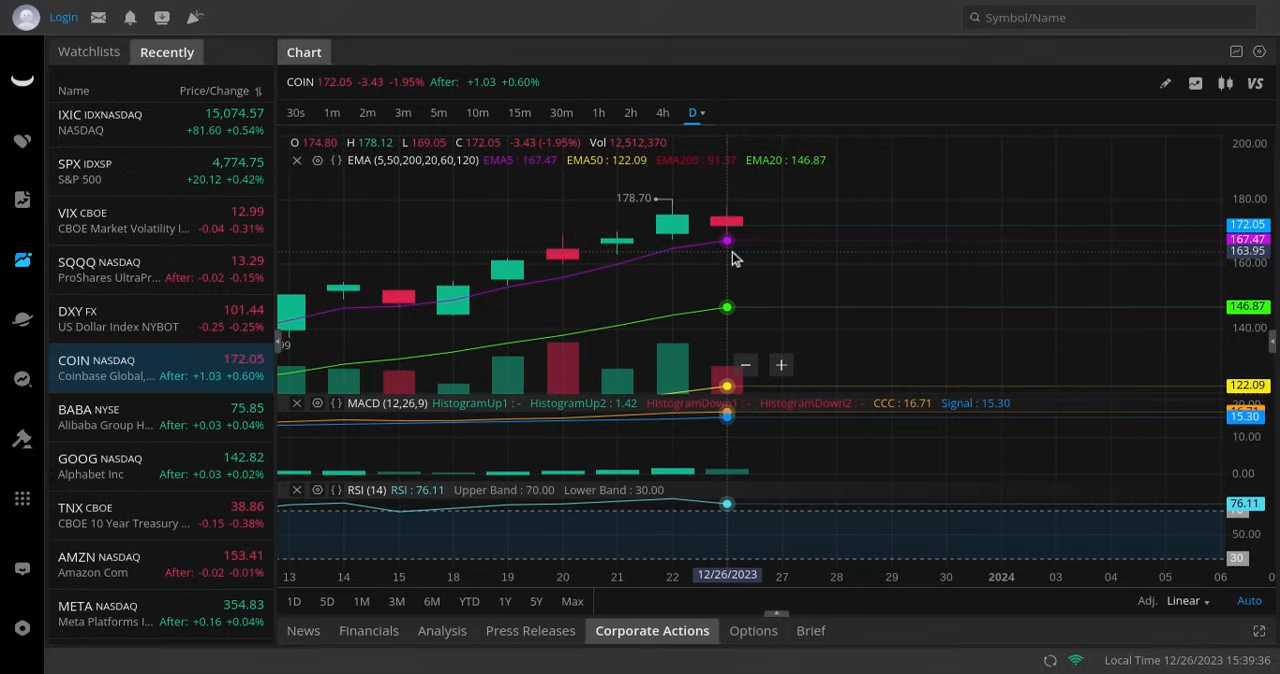 Login
Symbol/Name
Watchlists Recently Chart
Name Price/Change
IXIC IDXNASDAQ 15,074.57
NASDAQ +81.60 +0.54%
SPX IDXSP 4,774.75
S&P 500 +20.12 +0.42%
VIX CBOE 12.99
CBOE Market Volatility I... -0.04 -0.31%
SQQQ NASDAQ 13.29
ProShares UltraPr... After: -0.02 -0.15%
DXY FX 101.44
US Dollar Index NYBOT -0.25 -0.25%
COIN NASDAQ 172.05
Coinbase Global,... After: +1.03 +0.60%
BABA NYSE 75.85
Alibaba Group H... After: +0.03 +0.04%
GOOG NASDAQ 142.82
Alphabet Inc After: +0.03 +0.02%
TNX CBOE 38.86
CBOE 10 Year Treasury ... -0.15 -0.38%
AMZN NASDAQ 153.41
Amazon Com After: -0.02 -0.01%
META NASDAQ 354.83
Meta Platforms I... After: +0.16 +0.04%
COIN 172.05 -3.43 -1.95% After: +1.03 +0.60%
VS
30s 1m 2m 3m 5m 10m 15m 30m 1h 2h 4h D
O 174.80 H 178.12 L 169.05 C 172.05 -3.43 (-1.95%) Vol 12,512,370
EMA (5,50,200,20,60,120) EMA5 : 167.47 EMA50 : 122.09 EMA200 : 91.37 EMA20 : 146.87
200.00
178.70
180.00
172.05
167.47
163.95
160.00
146.87
140.00
99
122.09
MACD (12,26,9) HistogramUp1 : - HistogramUp2 : 1.42 HistogramDown1 : - HistogramDown2 : - CCC : 16.71 Signal : 15.30
20.00
15.30
10.00
0.00
RSI (14) RSI : 76.11 Upper Band : 70.00 Lower Band : 30.00
76.11
70
50.00
30
13 14 15 18 19 20 21 22 12/26/2023 27 28 29 30 2024 03 04 05 06 0
1D 5D 1M 3M 6M YTD 1Y 5Y Max
Adj. Linear Auto
News Financials Analysis Press Releases Corporate Actions Options Brief
Local Time 12/26/2023 15:39:36